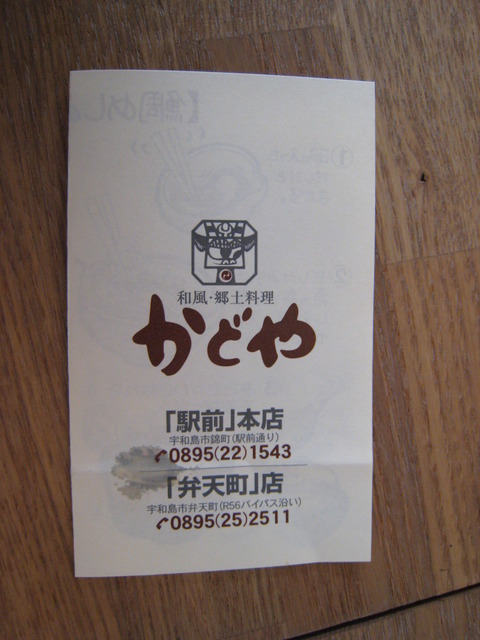 和風・郷土料理
かどや
「駅前」本店
宇和島市錦町(駅前通り)
0895(22)1543
「弁天町」店
宇和島市弁天町(R56バイパス沿い)
0895(25)2511